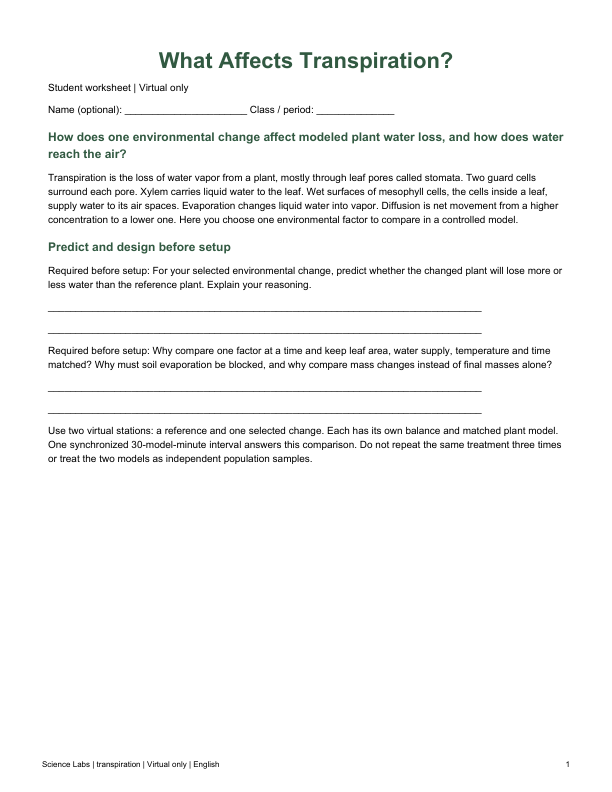 What Affects Transpiration?
Student worksheet | Virtual only
Name (optional): ______________________ Class / period: ______________
How does one environmental change affect modeled plant water loss, and how does water
reach the air?
Transpiration is the loss of water vapor from a plant, mostly through leaf pores called stomata. Two guard cells
surround each pore. Xylem carries liquid water to the leaf. Wet surfaces of mesophyll cells, the cells inside a leaf,
supply water to its air spaces. Evaporation changes liquid water into vapor. Diffusion is net movement from a higher
concentration to a lower one. Here you choose one environmental factor to compare in a controlled model.
Predict and design before setup
Required before setup: For your selected environmental change, predict whether the changed plant will lose more or
less water than the reference plant. Explain your reasoning.
Required before setup: Why compare one factor at a time and keep leaf area, water supply, temperature and time
matched? Why must soil evaporation be blocked, and why compare mass changes instead of final masses alone?
Use two virtual stations: a reference and one selected change. Each has its own balance and matched plant model.
One synchronized 30-model-minute interval answers this comparison. Do not repeat the same treatment three times
or treat the two models as independent population samples.
Science Labs | transpiration | Virtual only | English
1